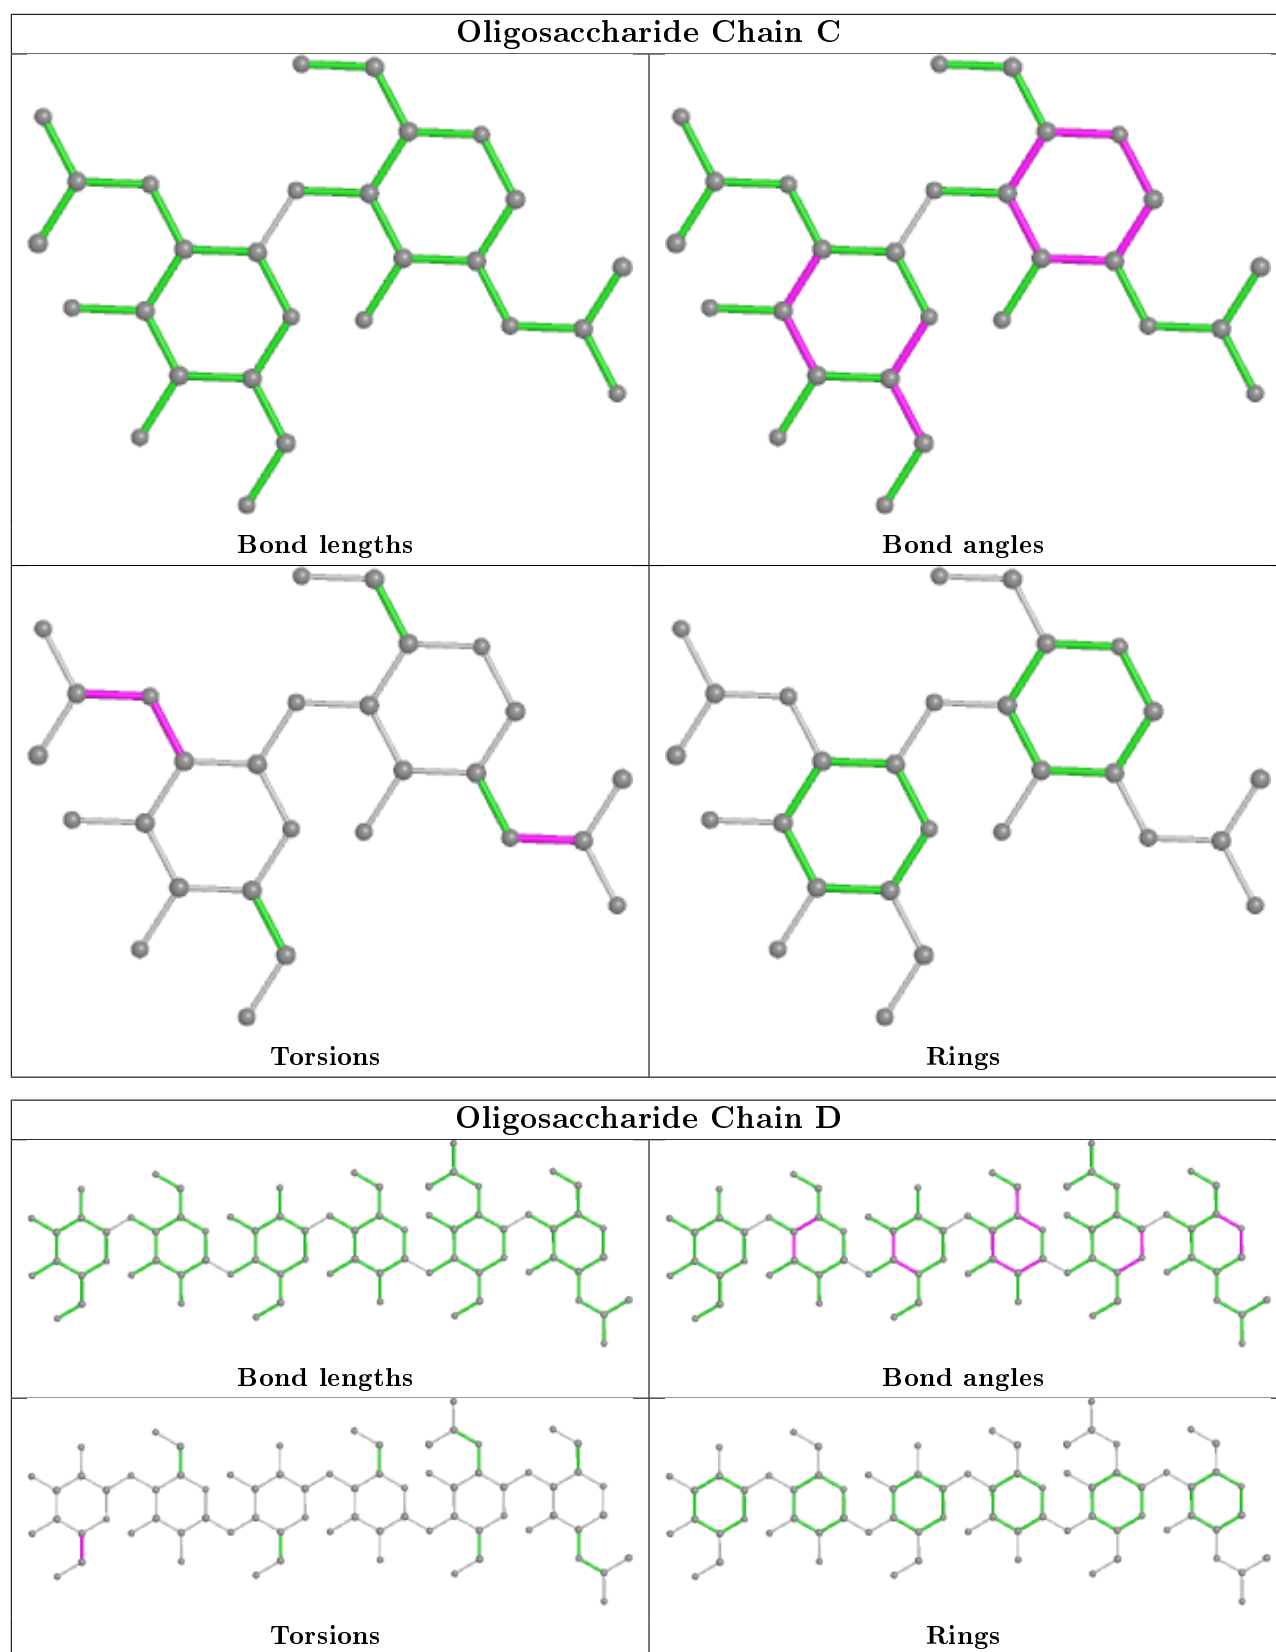 Oligosaccharide Chain C
Bond lengths
Bond angles
Torsions
Rings
Oligosaccharide Chain D
Bond lengths
Bond angles
Torsions
Rings